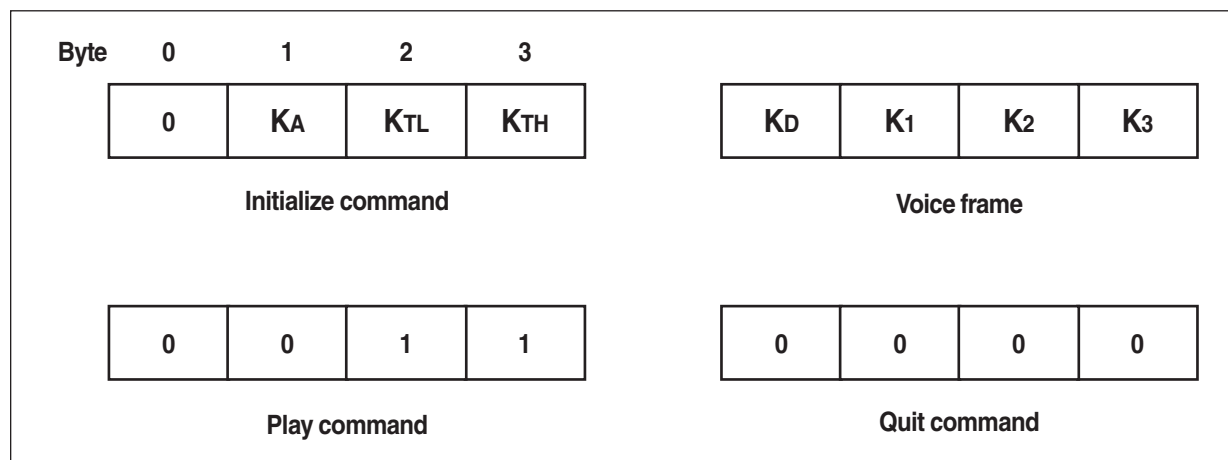 Byte 0 1 2 3
0 KA KTL KTH
KD K1 K2 K3
Initialize command
Voice frame
0 0 1 1
0 0 0 0
Play command
Quit command